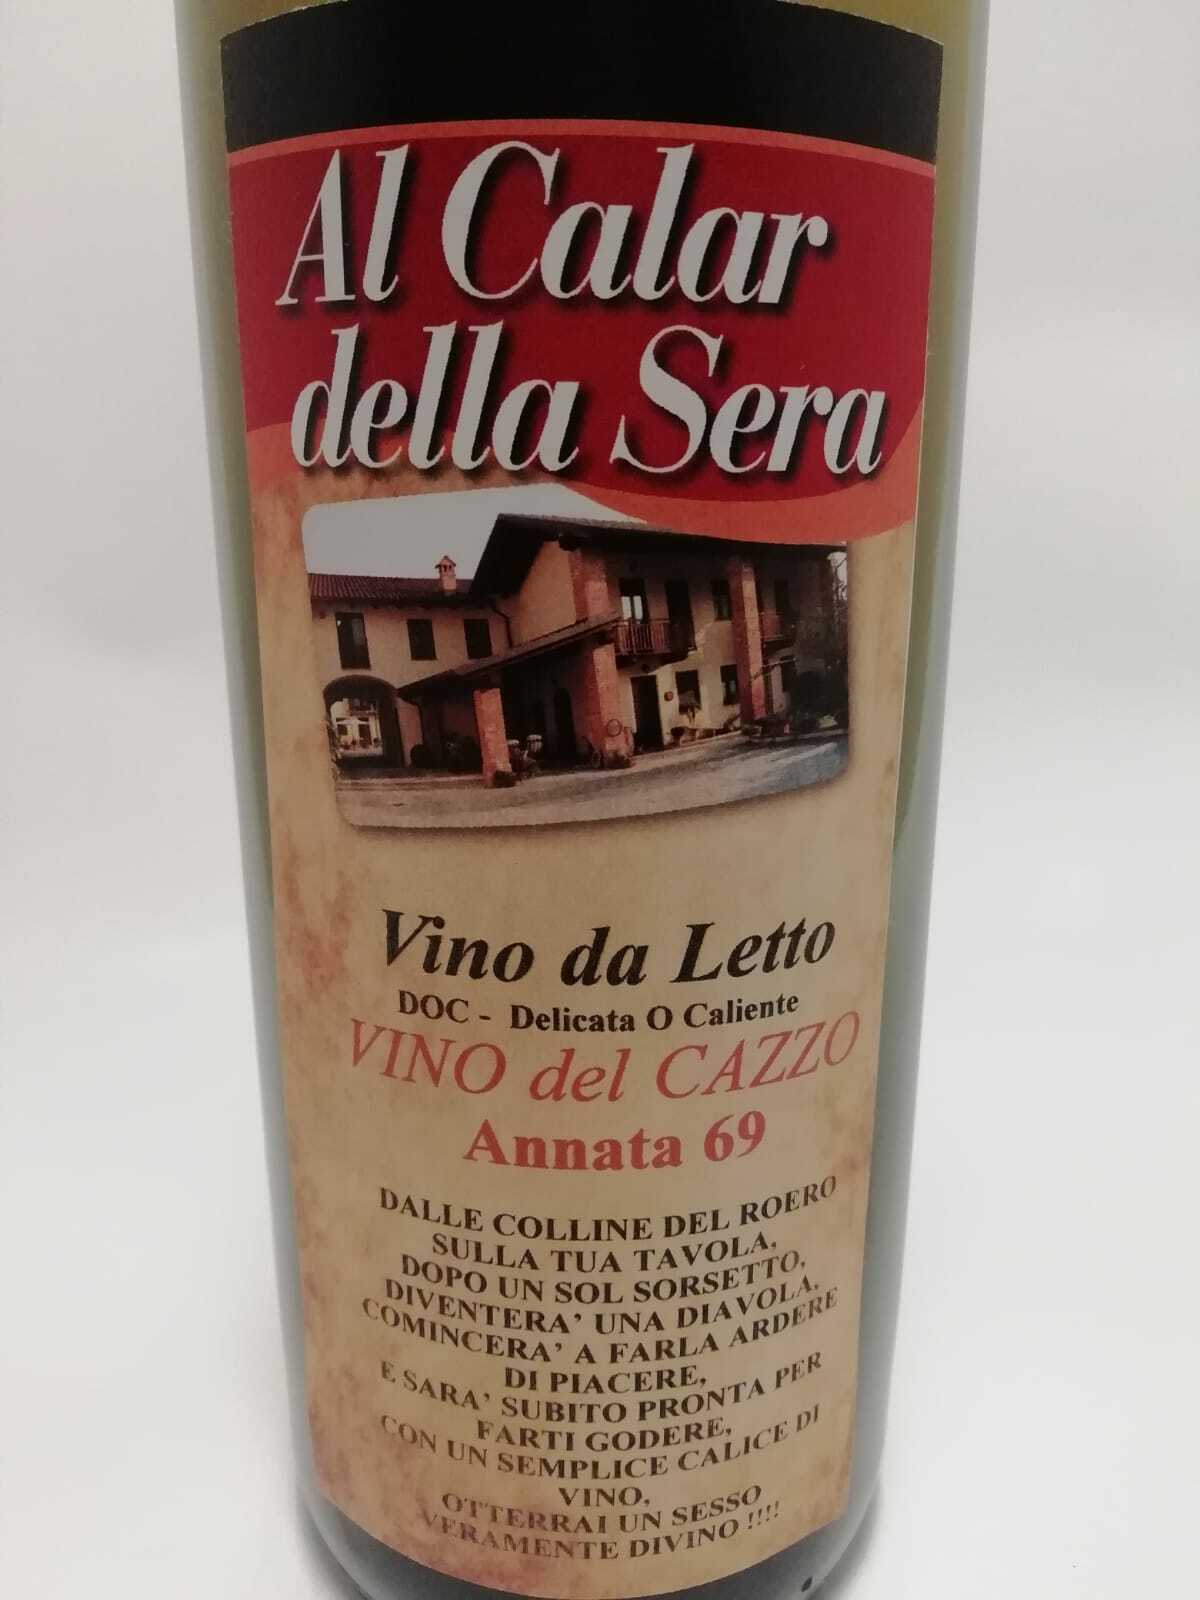 Al Calar
della Sera
Vino da Letto
DOC - Delicata O Caliente
VINO del CAZZO
Annata 69
DALLE COLLINE DEL ROERO
SULLA TUA TAVOLA,
DOPO UN SOL SORSETTO,
DIVENTERA' UNA DIAVOLA,
COMINCERA' A FARLA ARDERE
DI PIACERE,
E SARA' SUBITO PRONTA PER
FARTI GODERE,
CON UN SEMPLICE CALICE DI
VINO,
OTTERRAI UN SESSO
VERAMENTE DIVINO !!!!